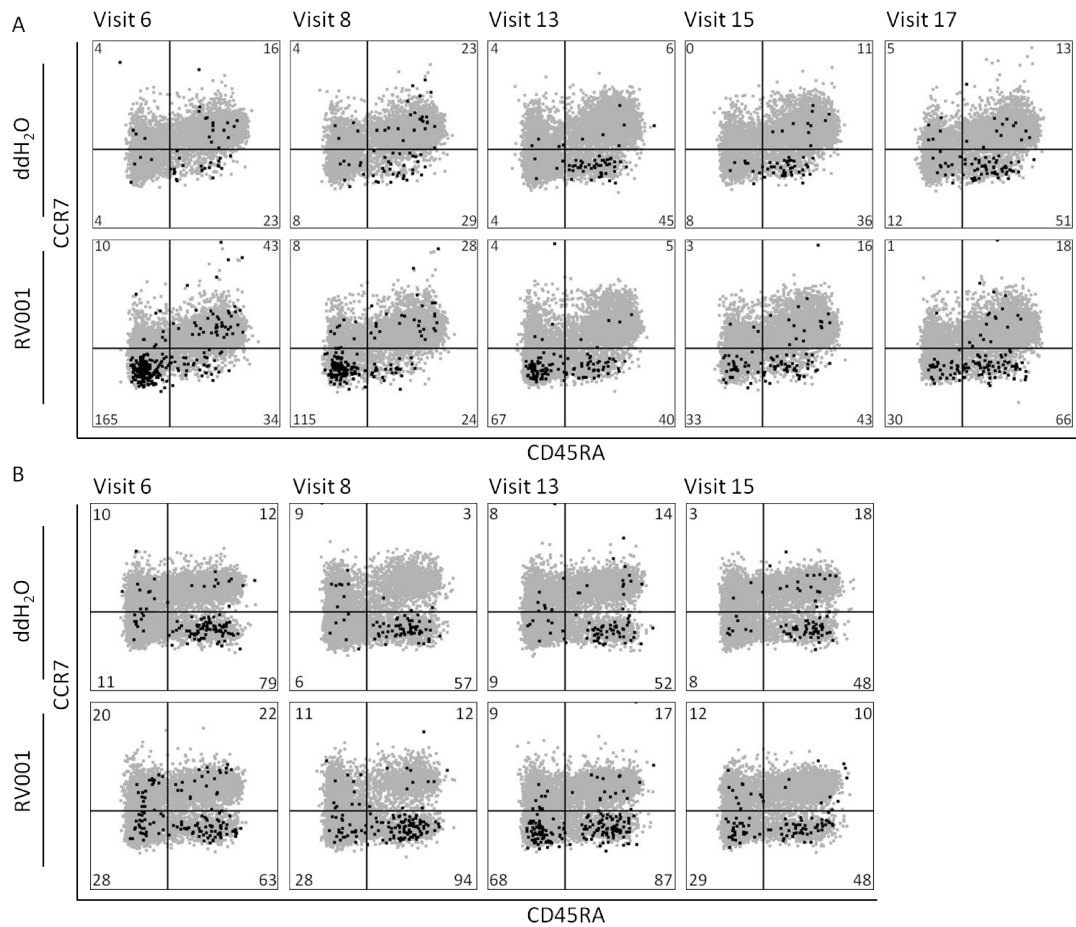 A
Visit 6 Visit 8 Visit 13 Visit 15 Visit 17
4 16 4 23 4 6 0 11 5 13
ddH₂O
4 23 8 29 4 45 8 36 12 51
CCR7
10 43 8 28 4 5 3 16 1 18
RV001
165 34 115 24 67 40 33 43 30 66
CD45RA
B
Visit 6 Visit 8 Visit 13 Visit 15
10 12 9 3 8 14 3 18
ddH₂O
11 79 6 57 9 52 8 48
CCR7
20 22 11 12 9 17 12 10
RV001
28 63 28 94 68 87 29 48
CD45RA